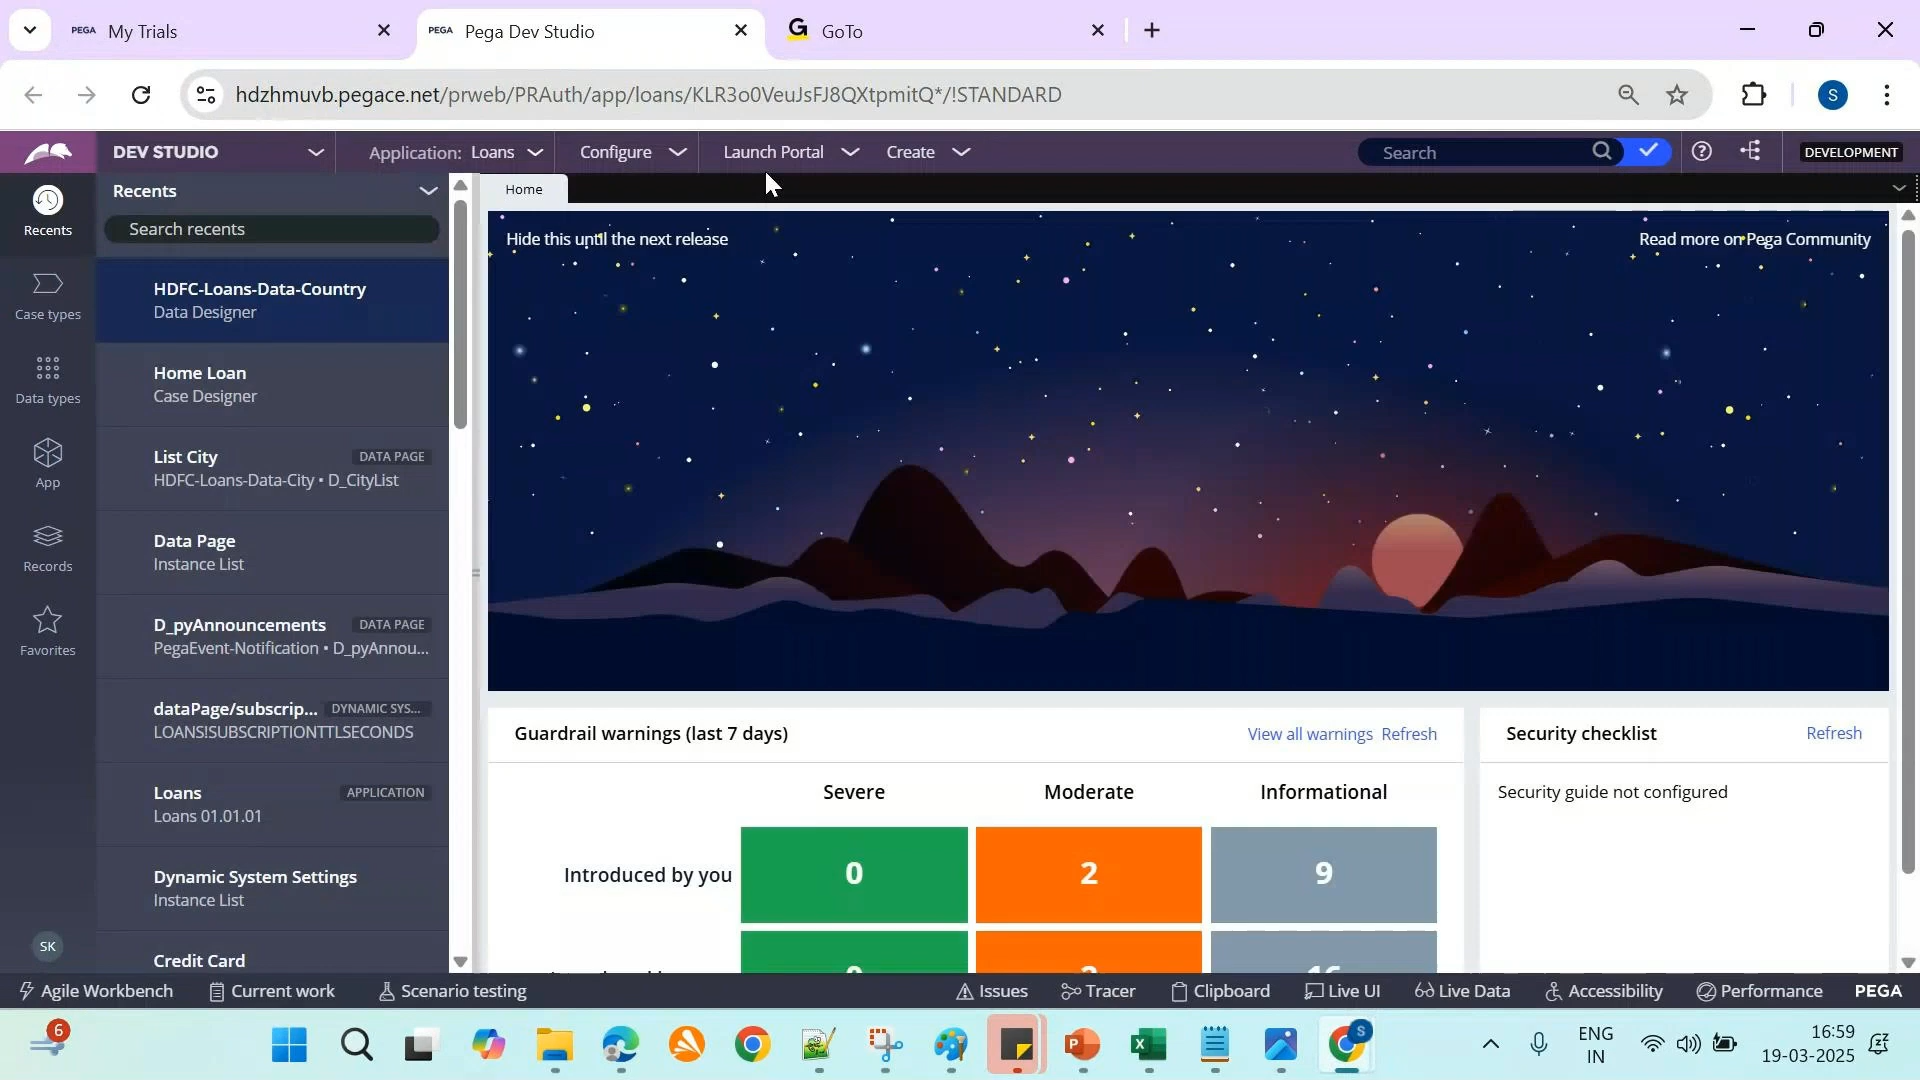 PEGA My Trials
PEGA Pega Dev Studio
G GoTo
hdzhmuvb.pegace.net/prweb/PRAuth/app/loans/KLR3o0VeuJsFJ8QXtpmitQ*/!STANDARD
S
DEV STUDIO
Application: Loans
Configure
Launch Portal
Create
Search
DEVELOPMENT
Recents
Case types
Data types
App
Records
Favorites
SK
Recents
Search recents
HDFC-Loans-Data-Country
Data Designer
Home Loan
Case Designer
List City DATA PAGE
HDFC-Loans-Data-City • D_CityList
Data Page
Instance List
D_pyAnnouncements DATA PAGE
PegaEvent-Notification • D_pyAnnou...
dataPage/subscrip... DYNAMIC SYS...
LOANS!SUBSCRIPTIONTTLSECONDS
Loans APPLICATION
Loans 01.01.01
Dynamic System Settings
Instance List
Credit Card
Home
Hide this until the next release
Read more on Pega Community
Guardrail warnings (last 7 days)
View all warnings Refresh
Severe Moderate Informational
Introduced by you 0 2 9
Security checklist
Refresh
Security guide not configured
Agile Workbench
Current work
Scenario testing
Issues
Tracer
Clipboard
Live UI
Live Data
Accessibility
Performance
PEGA
6
S
ENG
IN
16:59
19-03-2025